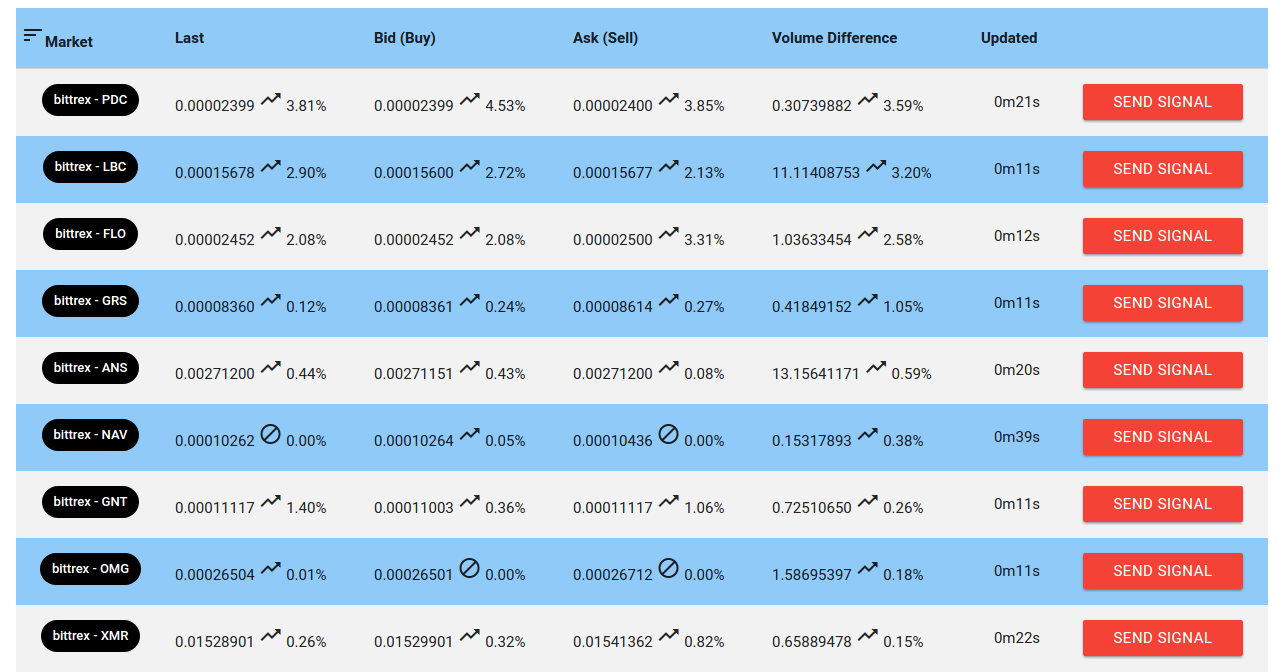 Market Last Bid (Buy) Ask (Sell) Volume Difference Updated
bittrex - PDC 0.00002399 3.81% 0.00002399 4.53% 0.00002400 3.85% 0.30739882 3.59% 0m21s SEND SIGNAL
bittrex - LBC 0.00015678 2.90% 0.00015600 2.72% 0.00015677 2.13% 11.11408753 3.20% 0m11s SEND SIGNAL
bittrex - FLO 0.00002452 2.08% 0.00002452 2.08% 0.00002500 3.31% 1.03633454 2.58% 0m12s SEND SIGNAL
bittrex - GRS 0.00008360 0.12% 0.00008361 0.24% 0.00008614 0.27% 0.41849152 1.05% 0m11s SEND SIGNAL
bittrex - ANS 0.00271200 0.44% 0.00271151 0.43% 0.00271200 0.08% 13.15641171 0.59% 0m20s SEND SIGNAL
bittrex - NAV 0.00010262 0.00% 0.00010264 0.05% 0.00010436 0.00% 0.15317893 0.38% 0m39s SEND SIGNAL
bittrex - GNT 0.00011117 1.40% 0.00011003 0.36% 0.00011117 1.06% 0.72510650 0.26% 0m11s SEND SIGNAL
bittrex - OMG 0.00026504 0.01% 0.00026501 0.00% 0.00026712 0.00% 1.58695397 0.18% 0m11s SEND SIGNAL
bittrex - XMR 0.01528901 0.26% 0.01529901 0.32% 0.01541362 0.82% 0.65889478 0.15% 0m22s SEND SIGNAL